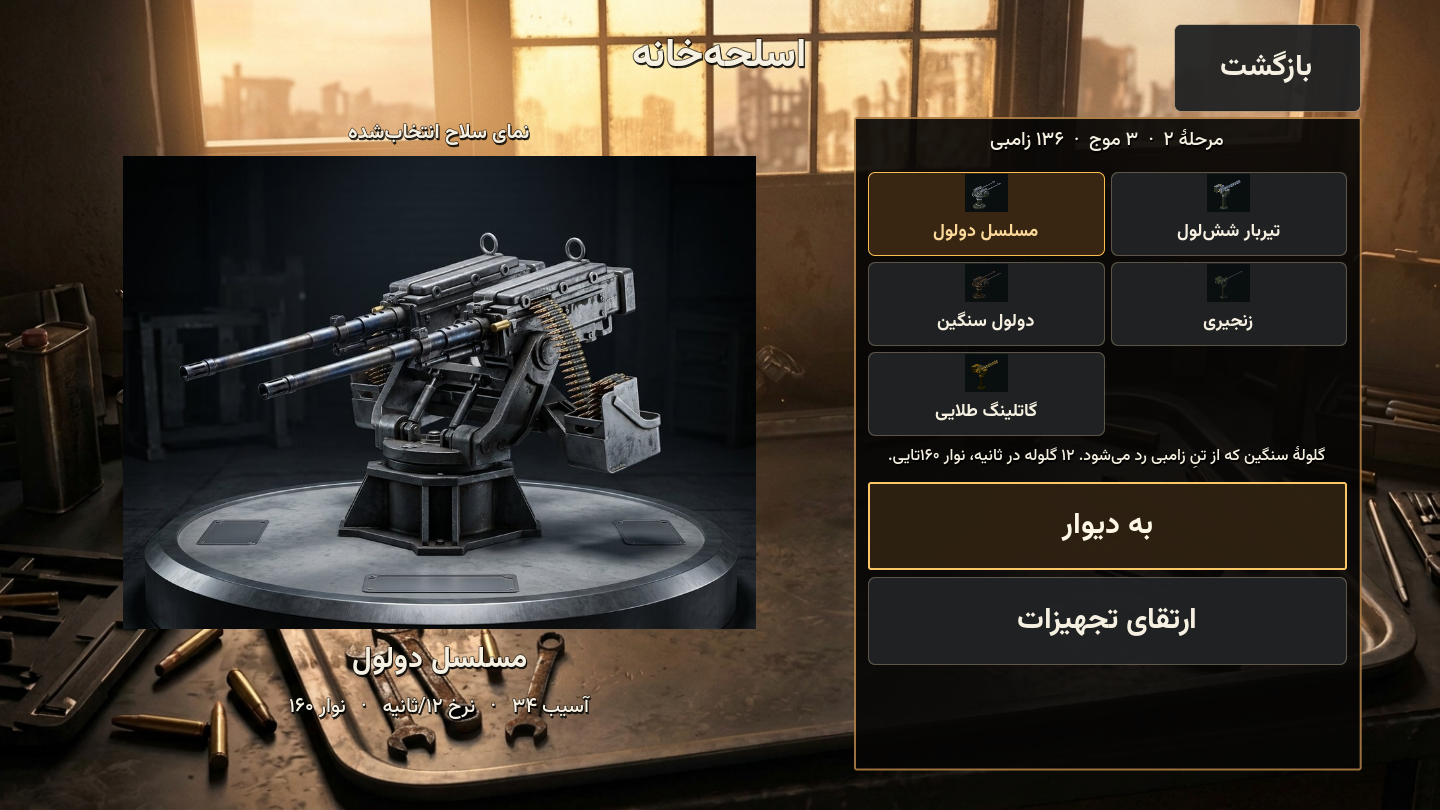 بازگشت
اسلحه‌خانه
مرحلهٔ ۲ · ۳ موج · ۱۳۶ زامبی
تیربار شش‌لول
مسلسل دولول
زنجیری
دولول سنگین
گاتلینگ طلایی
گلولهٔ سنگین که از تنِ زامبی رد می‌شود. ۱۲ گلوله در ثانیه، نوار ۱۶۰تایی.
به دیوار
ارتقای تجهیزات
نمای سلاح انتخاب‌شده
مسلسل دولول
آسیب ۳۴ · نرخ ۱۲/ثانیه · نوار ۱۶۰